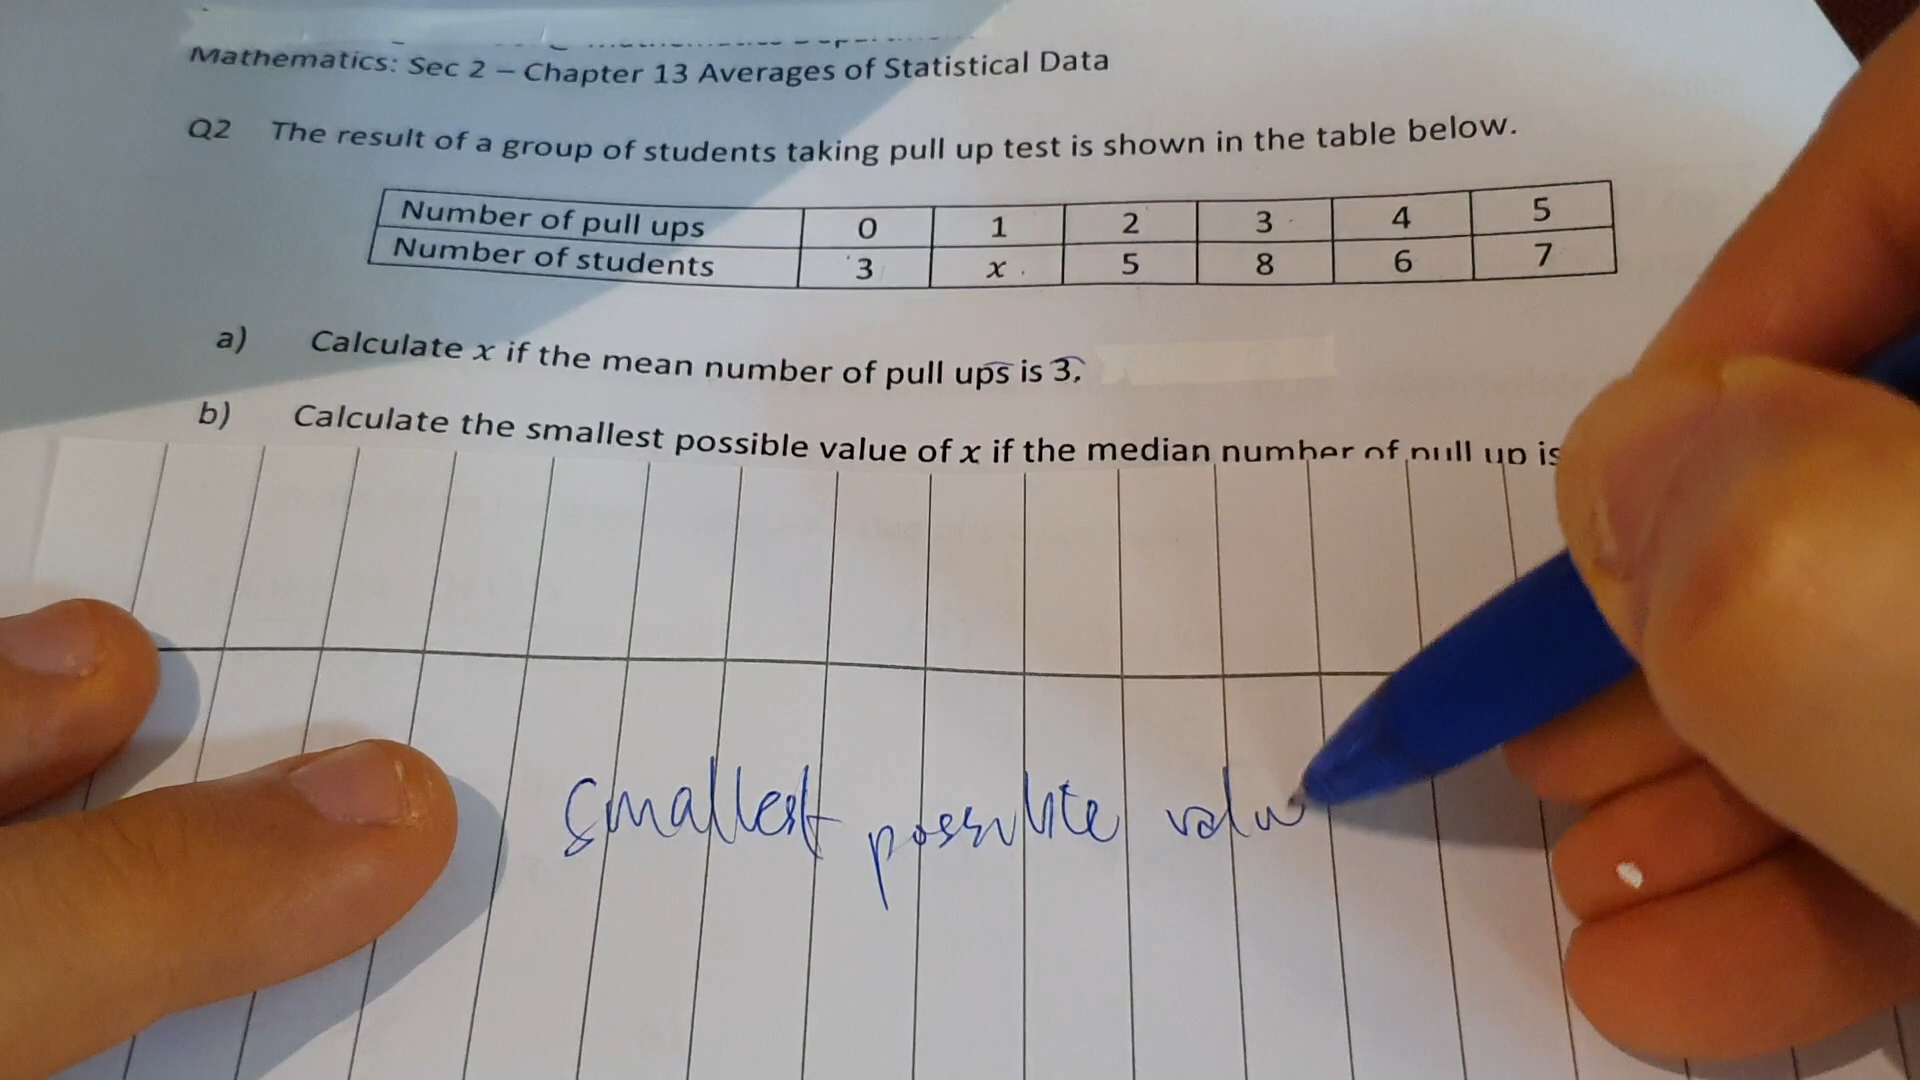 Mathematics: Sec 2 – Chapter 13 Averages of Statistical Data
Q2 The result of a group of students taking pull up test is shown in the table below.
Number of pull ups 0 1 2 3 4 5
Number of students 3 x 5 8 6 7
a) Calculate x if the mean number of pull ups is 3.
b) Calculate the smallest possible value of x if the median number of pull up is
smallest possible valu